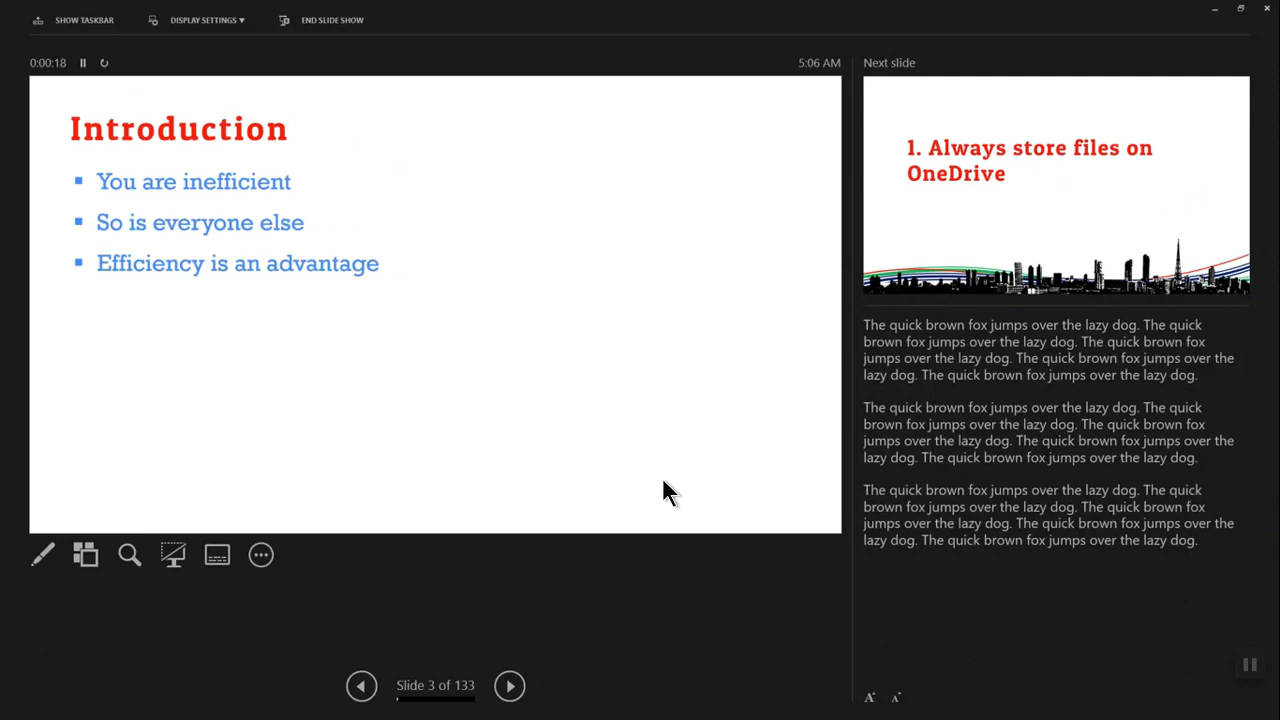 SHOW TASKBAR
DISPLAY SETTINGS ▼
END SLIDE SHOW
0:00:18
5:06 AM
Introduction
▪ You are inefficient
▪ So is everyone else
▪ Efficiency is an advantage
Slide 3 of 133
Next slide
1. Always store files on
OneDrive
The quick brown fox jumps over the lazy dog. The quick
brown fox jumps over the lazy dog. The quick brown fox
jumps over the lazy dog. The quick brown fox jumps over the
lazy dog. The quick brown fox jumps over the lazy dog.
The quick brown fox jumps over the lazy dog. The quick
brown fox jumps over the lazy dog. The quick brown fox
jumps over the lazy dog. The quick brown fox jumps over the
lazy dog. The quick brown fox jumps over the lazy dog.
The quick brown fox jumps over the lazy dog. The quick
brown fox jumps over the lazy dog. The quick brown fox
jumps over the lazy dog. The quick brown fox jumps over the
lazy dog. The quick brown fox jumps over the lazy dog.
A A